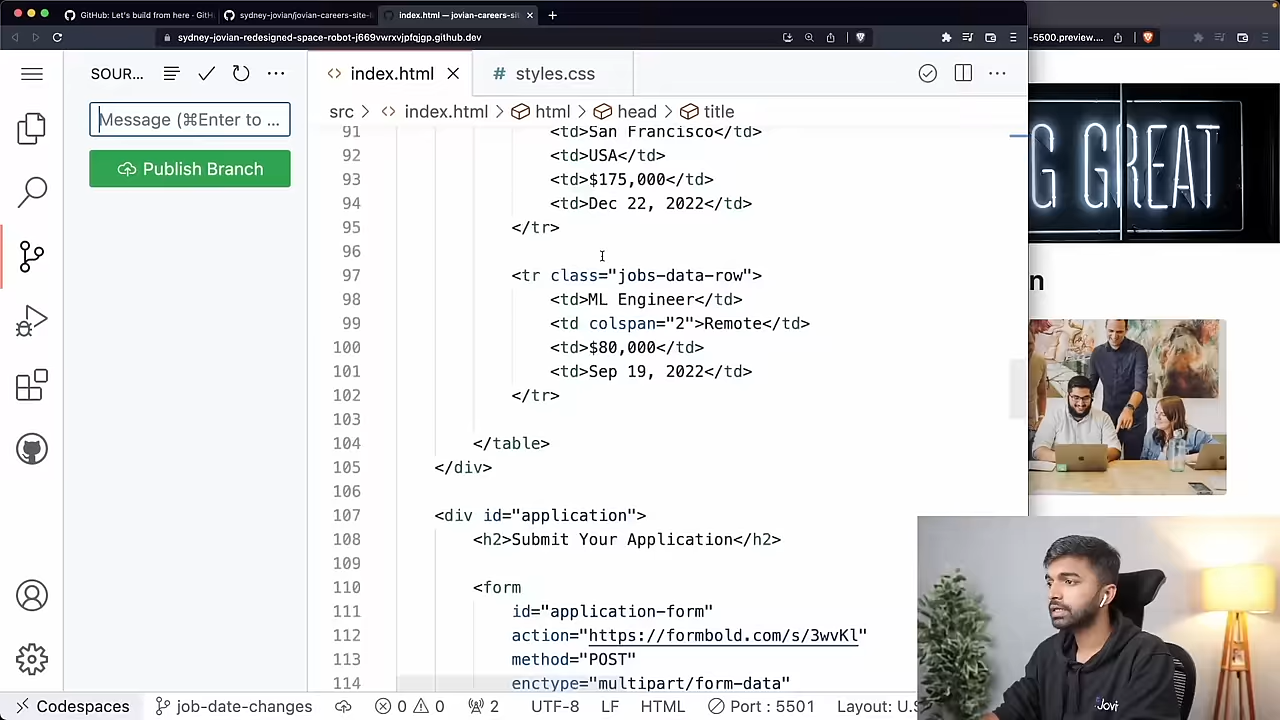 GitHub: Let's build from here · GitH
sydney-jovian/jovian-careers-site-l
index.html — jovian-careers-si
sydney-jovian-redesigned-space-robot-j669vwrxvjpfqjgp.github.dev
-5500.preview....
SOUR...
index.html
# styles.css
Message (⌘Enter to ...
Publish Branch
src > <> index.html > html > head > title
91 <td>San Francisco</td>
92 <td>USA</td>
93 <td>$175,000</td>
94 <td>Dec 22, 2022</td>
95 </tr>
96
97 <tr class="jobs-data-row">
98 <td>ML Engineer</td>
99 <td colspan="2">Remote</td>
100 <td>$80,000</td>
101 <td>Sep 19, 2022</td>
102 </tr>
103
104 </table>
105 </div>
106
107 <div id="application">
108 <h2>Submit Your Application</h2>
109
110 <form
111 id="application-form"
112 action="https://formbold.com/s/3wvKl"
113 method="POST"
114 enctype="multipart/form-data"
G GREAT
n
Jovi
Codespaces
job-date-changes
0 0
2
UTF-8
LF
HTML
Port : 5501
Layout: U.S